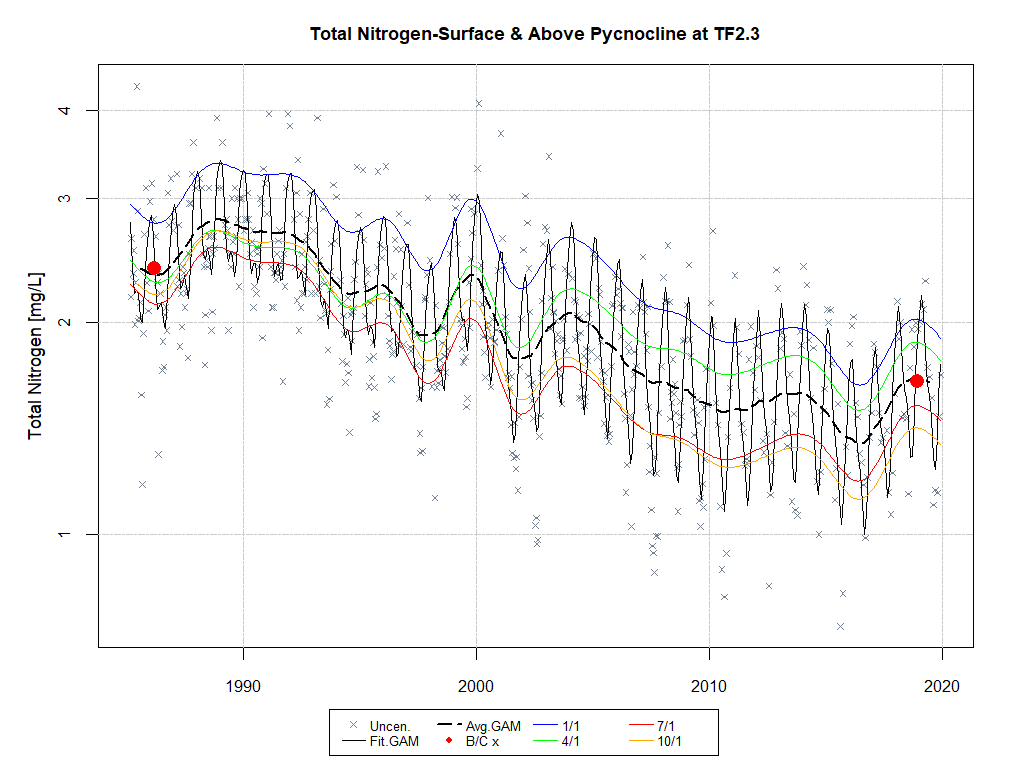 Total Nitrogen-Surface & Above Pycnocline at TF2.3
Total Nitrogen [mg/L]
4
3
2
1
1990 2000 2010 2020
Uncen. Avg.GAM 1/1 7/1
Fit.GAM B/C x 4/1 10/1